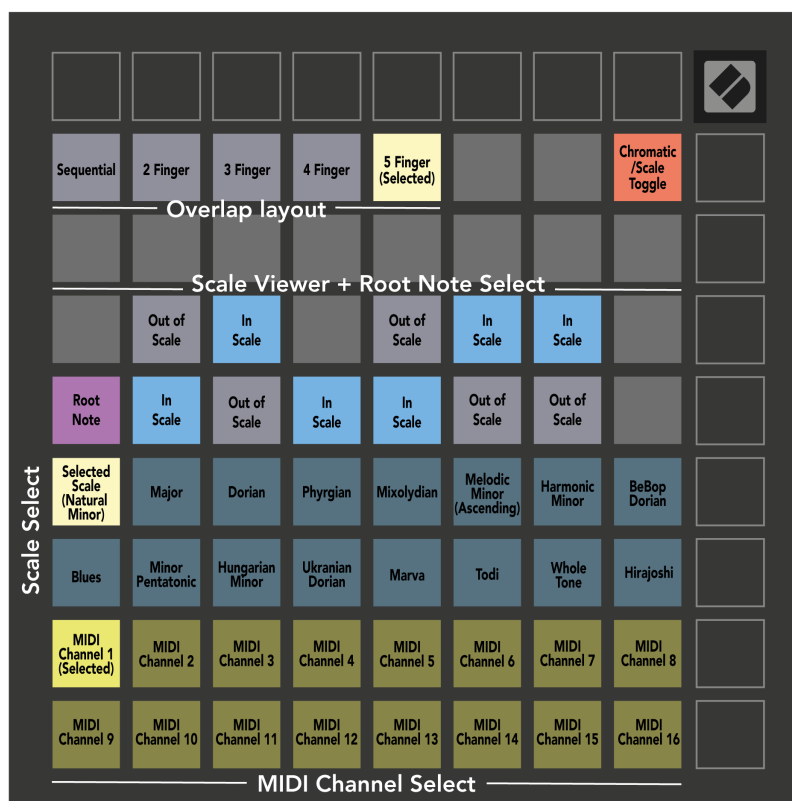 Sequential
2 Finger
3 Finger
4 Finger
5 Finger
(Selected)
Chromatic
/Scale
Toggle
Overlap layout
Scale Viewer + Root Note Select
Out of
Scale
In
Scale
Out of
Scale
In
Scale
In
Scale
Root
Note
In
Scale
Out of
Scale
In
Scale
In
Scale
Out of
Scale
Out of
Scale
Scale Select
Selected
Scale
(Natural
Minor)
Major
Dorian
Phyrgian
Mixolydian
Melodic
Minor
(Ascending)
Harmonic
Minor
BeBop
Dorian
Blues
Minor
Pentatonic
Hungarian
Minor
Ukranian
Dorian
Marva
Todi
Whole
Tone
Hirajoshi
MIDI
Channel 1
(Selected)
MIDI
Channel 2
MIDI
Channel 3
MIDI
Channel 4
MIDI
Channel 5
MIDI
Channel 6
MIDI
Channel 7
MIDI
Channel 8
MIDI
Channel 9
MIDI
Channel 10
MIDI
Channel 11
MIDI
Channel 12
MIDI
Channel 13
MIDI
Channel 14
MIDI
Channel 15
MIDI
Channel 16
MIDI Channel Select